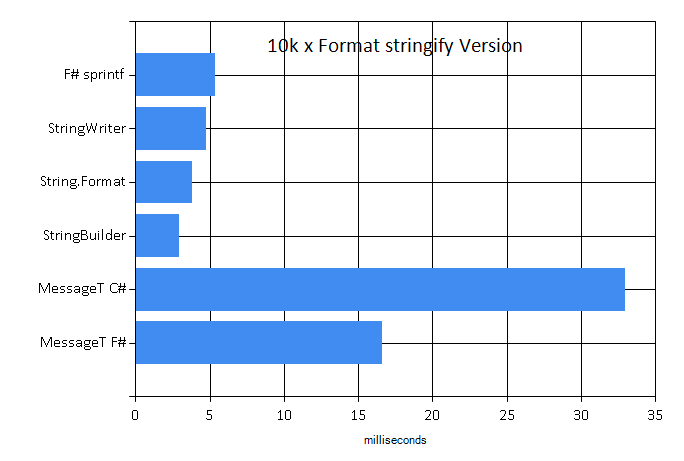 10k x Format stringify Version
F# sprintf
StringWriter
String.Format
StringBuilder
MessageT C#
MessageT F#
0 5 10 15 20 25 30 35
milliseconds